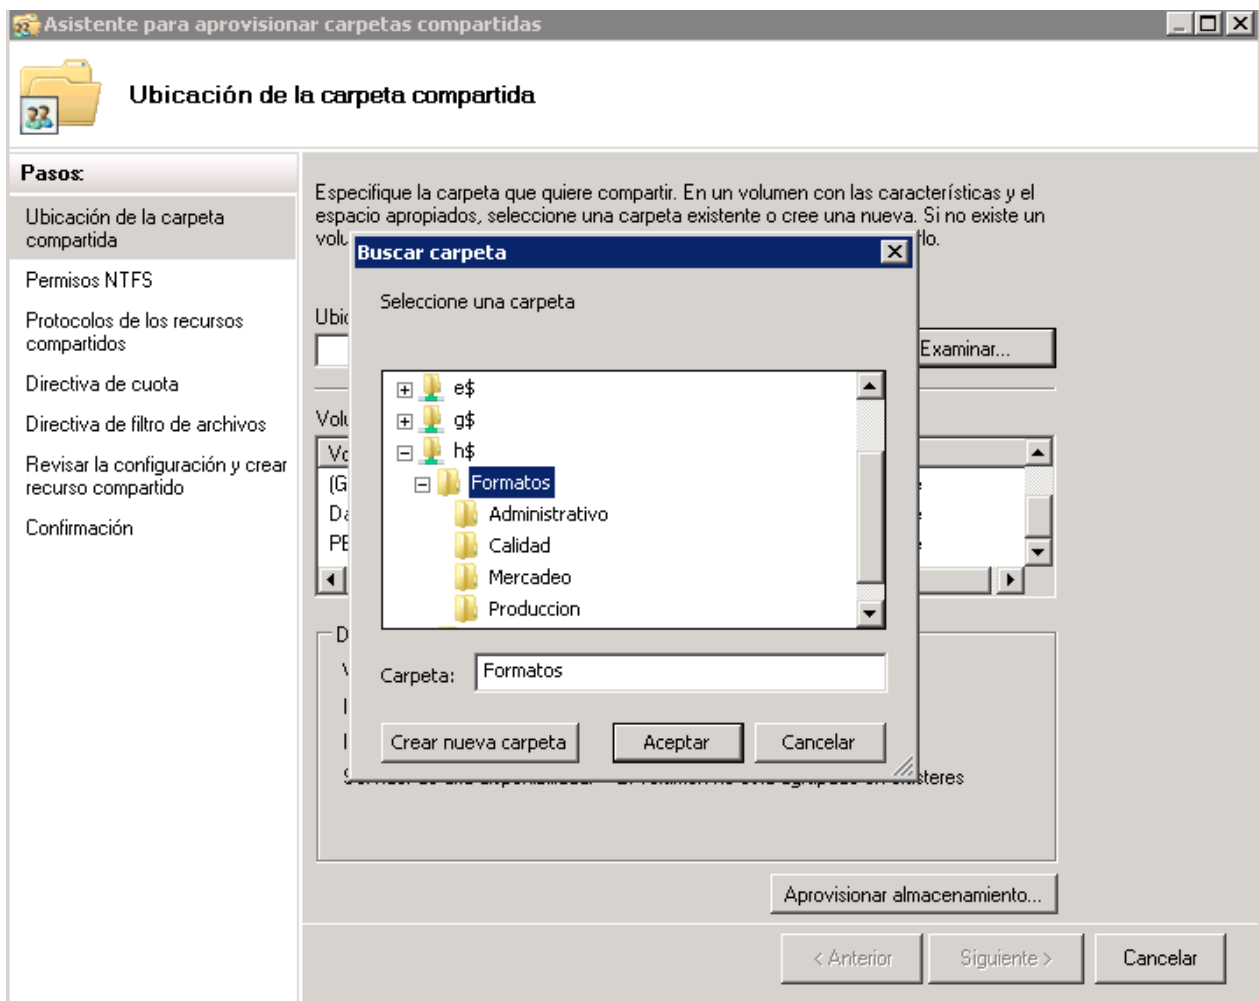 Asistente para aprovisionar carpetas compartidas
Ubicación de la carpeta compartida
Pasos:
Ubicación de la carpeta
compartida
Permisos NTFS
Protocolos de los recursos
compartidos
Directiva de cuota
Directiva de filtro de archivos
Revisar la configuración y crear
recurso compartido
Confirmación
Especifique la carpeta que quiere compartir. En un volumen con las características y el
espacio apropiados, seleccione una carpeta existente o cree una nueva. Si no existe un
Buscar carpeta
Seleccione una carpeta
Examinar...
e$
g$
h$
Formatos
Administrativo
Calidad
Mercadeo
Produccion
Carpeta:
Formatos
Crear nueva carpeta
Aceptar
Cancelar
Aprovisionar almacenamiento...
< Anterior
Siguiente >
Cancelar